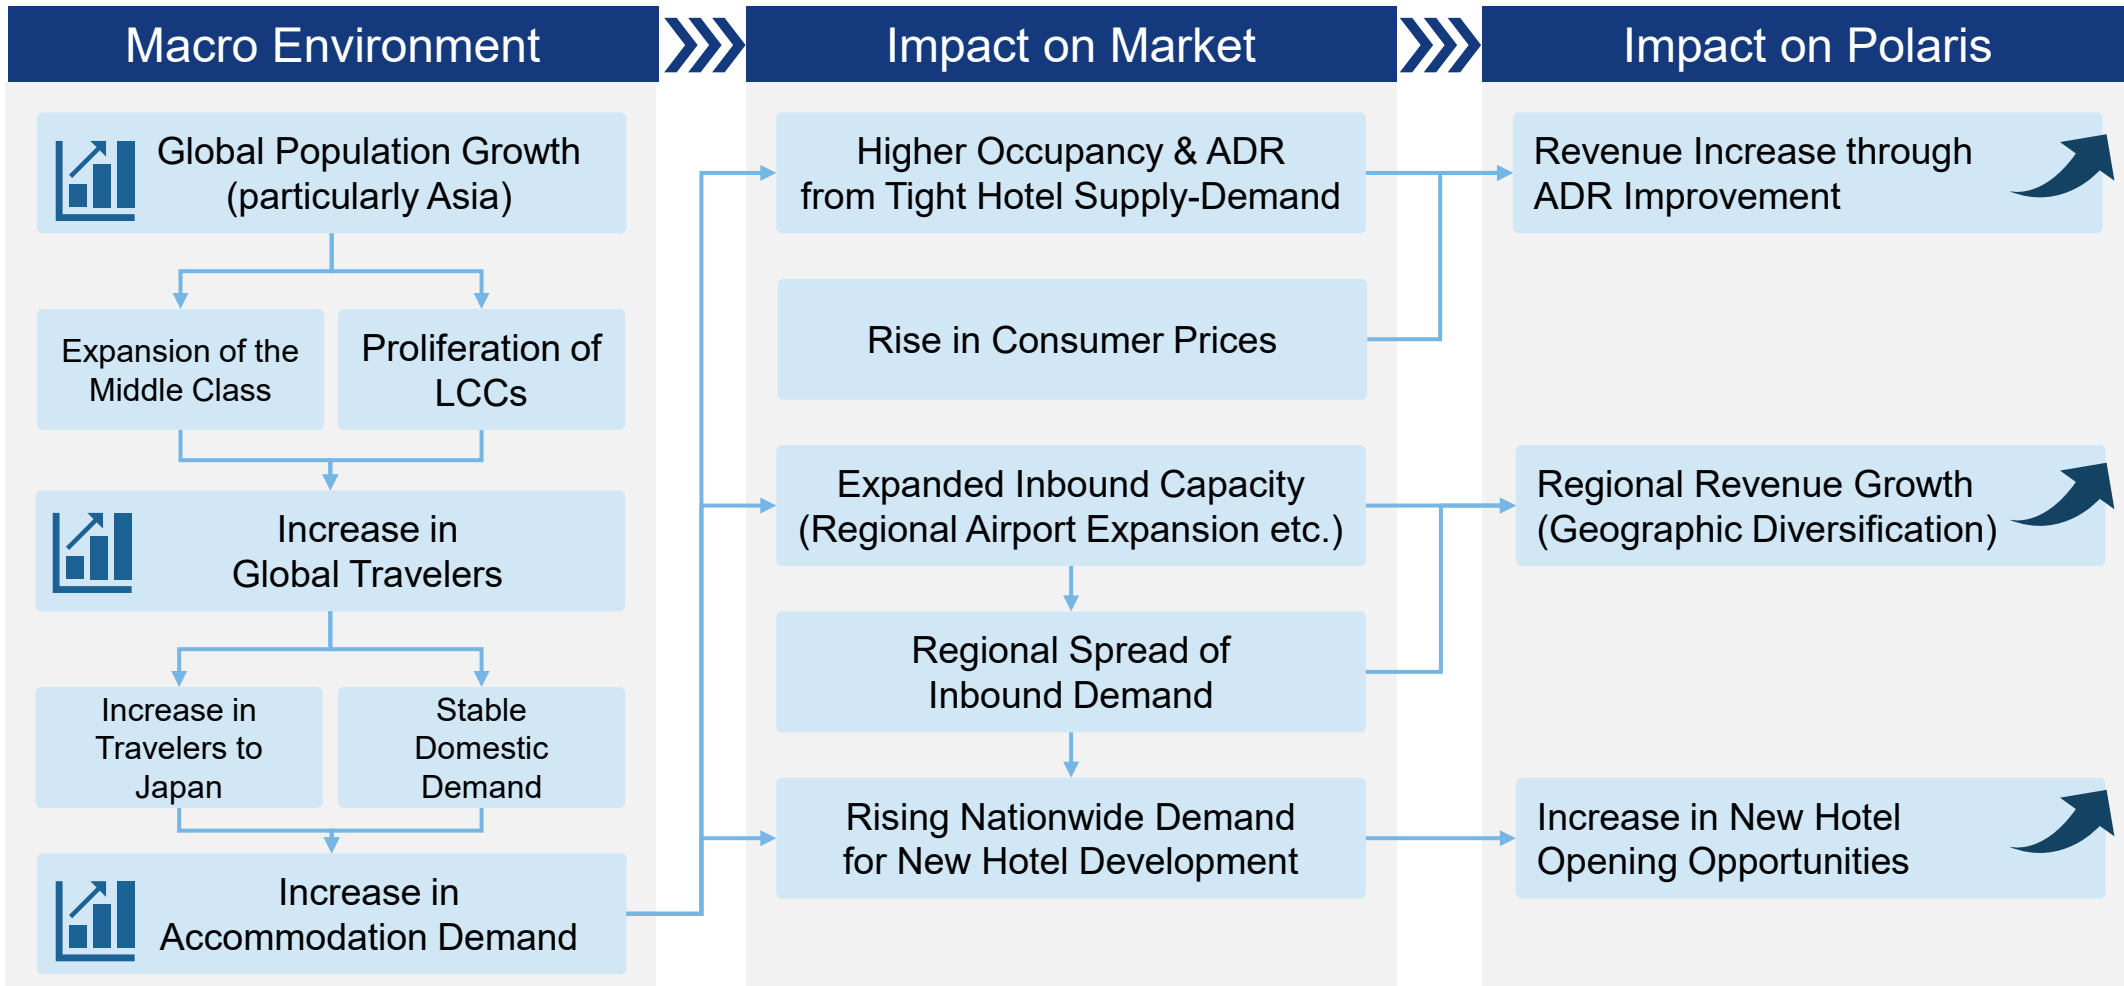 Macro Environment
Impact on Market
Impact on Polaris
Global Population Growth
(particularly Asia)
Expansion of the
Middle Class
Proliferation of
LCCs
Increase in
Global Travelers
Increase in
Travelers to
Japan
Stable
Domestic
Demand
Increase in
Accommodation Demand
Higher Occupancy & ADR
from Tight Hotel Supply-Demand
Rise in Consumer Prices
Expanded Inbound Capacity
(Regional Airport Expansion etc.)
Regional Spread of
Inbound Demand
Rising Nationwide Demand
for New Hotel Development
Revenue Increase through
ADR Improvement
Regional Revenue Growth
(Geographic Diversification)
Increase in New Hotel
Opening Opportunities